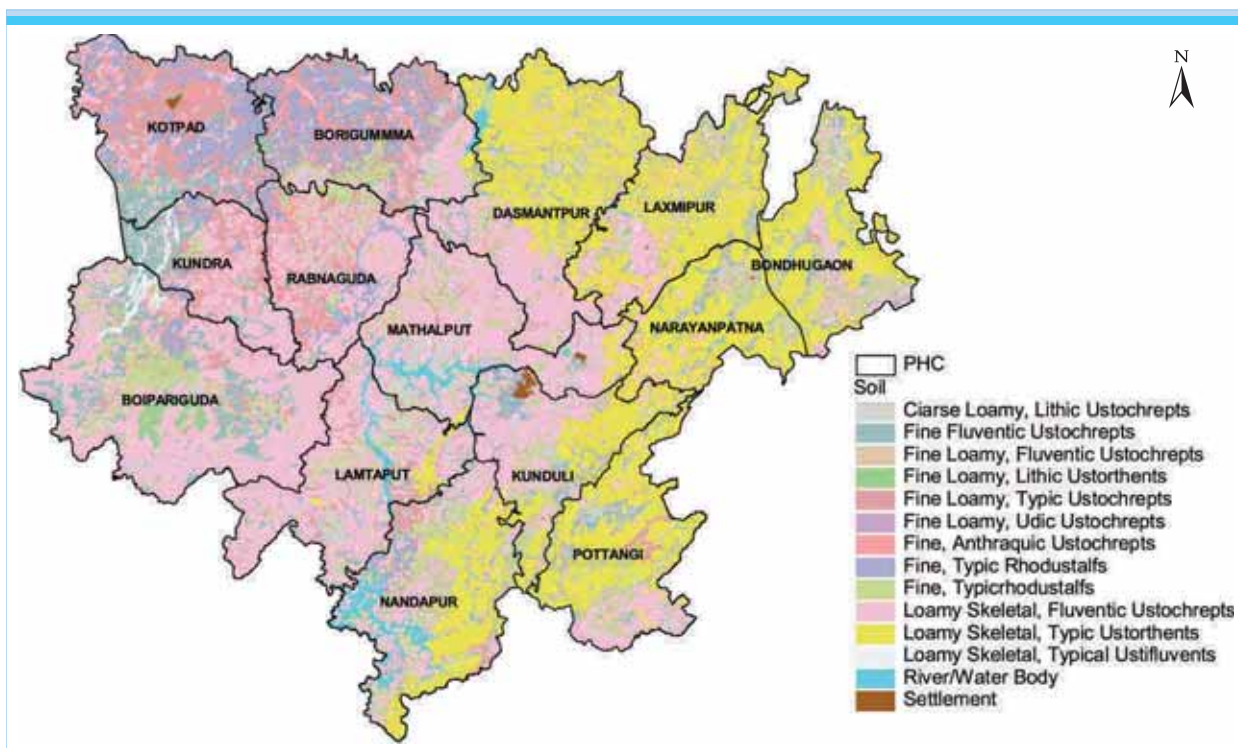 N
KOTPAD
BORIGUMMMA
DASMANTPUR
LAXMIPUR
BONDHUGAON
KUNDRA
RABNAGUDA
MATHALPUT
NARAYANPATNA
BOIPARIGUDA
LAMTAPUT
KUNDULI
POTTANGI
NANDAPUR
PHC
Soil
Ciarse Loamy, Lithic Ustochrepts
Fine Fluventic Ustochrepts
Fine Loamy, Fluventic Ustochrepts
Fine Loamy, Lithic Ustorthents
Fine Loamy, Typic Ustochrepts
Fine Loamy, Udic Ustochrepts
Fine, Anthraquic Ustochrepts
Fine, Typic Rhodustalfs
Fine, Typicrhodustalfs
Loamy Skeletal, Fluventic Ustochrepts
Loamy Skeletal, Typic Ustorthents
Loamy Skeletal, Typical Ustifluvents
River/Water Body
Settlement